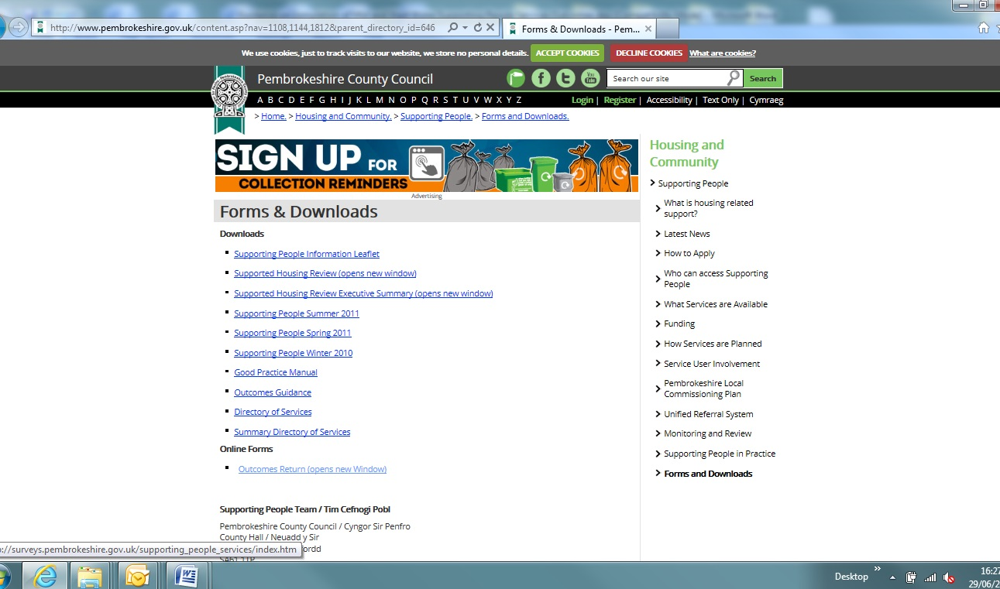 http://www.pembrokeshire.gov.uk/content.asp?nav=1108,1144,1812&parent_directory_id=646
Forms & Downloads - Pem...
We use cookies, just to track visits to our website, we store no personal details. ACCEPT COOKIES DECLINE COOKIES What are cookies?
Pembrokeshire County Council
You Tube
Search our site
Search
A B C D E F G H I J K L M N O P Q R S T U V W X Y Z
Login | Register | Accessibility | Text Only | Cymraeg
> Home. > Housing and Community. > Supporting People. > Forms and Downloads.
SIGN UP FOR
COLLECTION REMINDERS
Advertising
Forms & Downloads
Downloads
Supporting People Information Leaflet
Supported Housing Review (opens new window)
Supported Housing Review Executive Summary (opens new window)
Supporting People Summer 2011
Supporting People Spring 2011
Supporting People Winter 2010
Good Practice Manual
Outcomes Guidance
Directory of Services
Summary Directory of Services
Online Forms
Outcomes Return (opens new Window)
Supporting People Team / Tim Cefnogi Pobl
Pembrokeshire County Council / Cyngor Sir Penfro
County Hall / Neuadd y Sir
ordd
SA61 1TP
Housing and
Community
Supporting People
What is housing related
support?
Latest News
How to Apply
Who can access Supporting
People
What Services are Available
Funding
How Services are Planned
Service User Involvement
Pembrokeshire Local
Commissioning Plan
Unified Referral System
Monitoring and Review
Supporting People in Practice
Forms and Downloads
://surveys.pembrokeshire.gov.uk/supporting_people_services/index.htm
Desktop
16:27
29/06/2